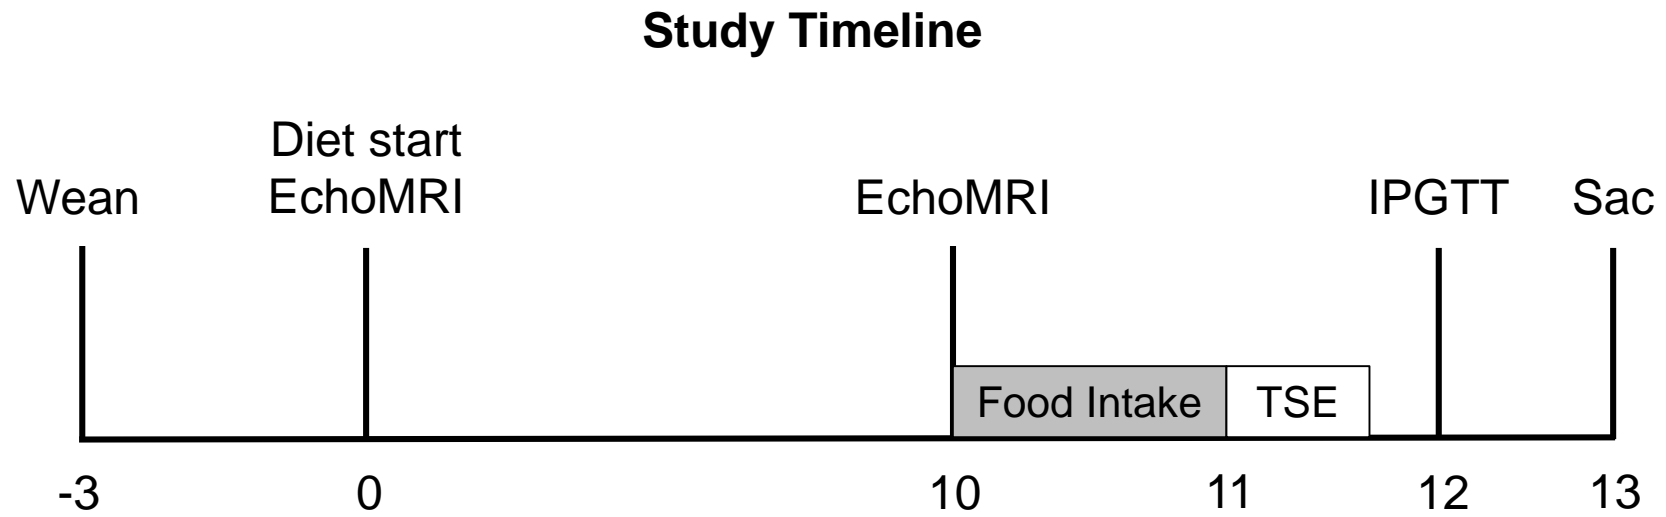 Study Timeline
Diet start
Wean EchoMRI EchoMRI IPGTT Sac
Food Intake TSE
-3 0 10 11 12 13